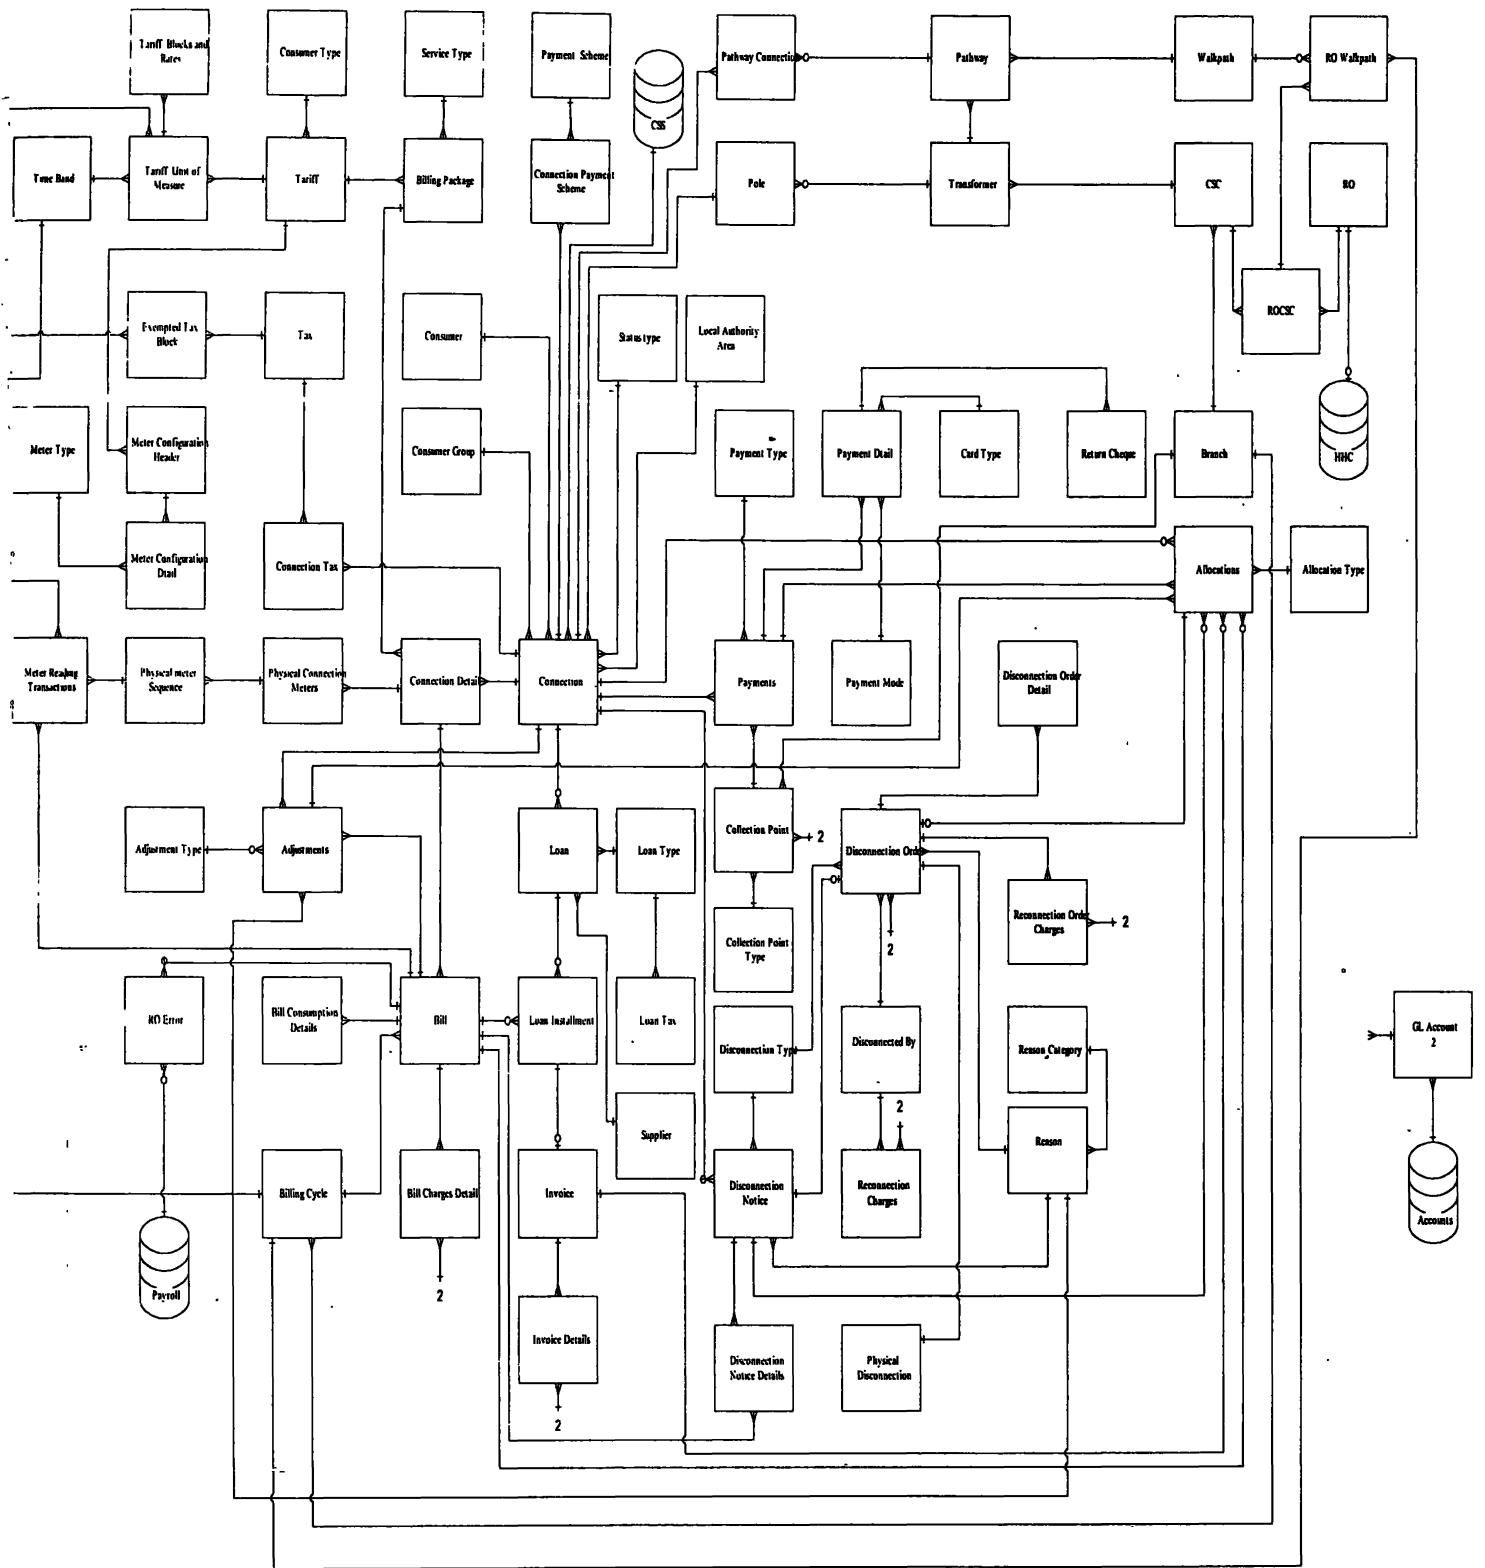 Tariff Blocks and
Rates
Consumer Type
Service Type
Payment Scheme
CSS
Pathway Connectio
Pathway
Walkpath
RO Walkpath
Time Band
Tariff Unit of
Measure
Tariff
Billing Package
Connection Payment
Scheme
Pole
Transformer
CSC
RO
Exempted Tax
Block
Tax
Consumer
Status type
Local Authority
Area
ROCSC
Meter Type
Meter Configuration
Header
Consumer Group
Payment Type
Payment Dtail
Card Type
Return Cheque
Branch
HHC
Meter Configuration
Dtail
Connection Tax
Allocations
Allocation Type
Meter Reading
Transactions
Physical meter
Sequence
Physical Connection
Meters
Connection Detail
Connection
Payments
Payment Mode
Disconnection Order
Detail
Adjustment Type
Adjustments
Loan
Loan Type
Collection Point
2
Disconnection Order
2
Reconnection Order
Charges
2
Collection Point
Type
RO Error
Bill Consumption
Details
Bill
Loan Installment
Loan Tax
Disconnection Type
Disconnected By
Reason Category
GL Account
2
2
Supplier
Reason
Billing Cycle
Bill Charges Detail
Invoice
Disconnection
Notice
Reconnection
Charges
Accounts
Payroll
2
Invoice Details
2
Disconnection
Notice Details
Physical
Disconnection